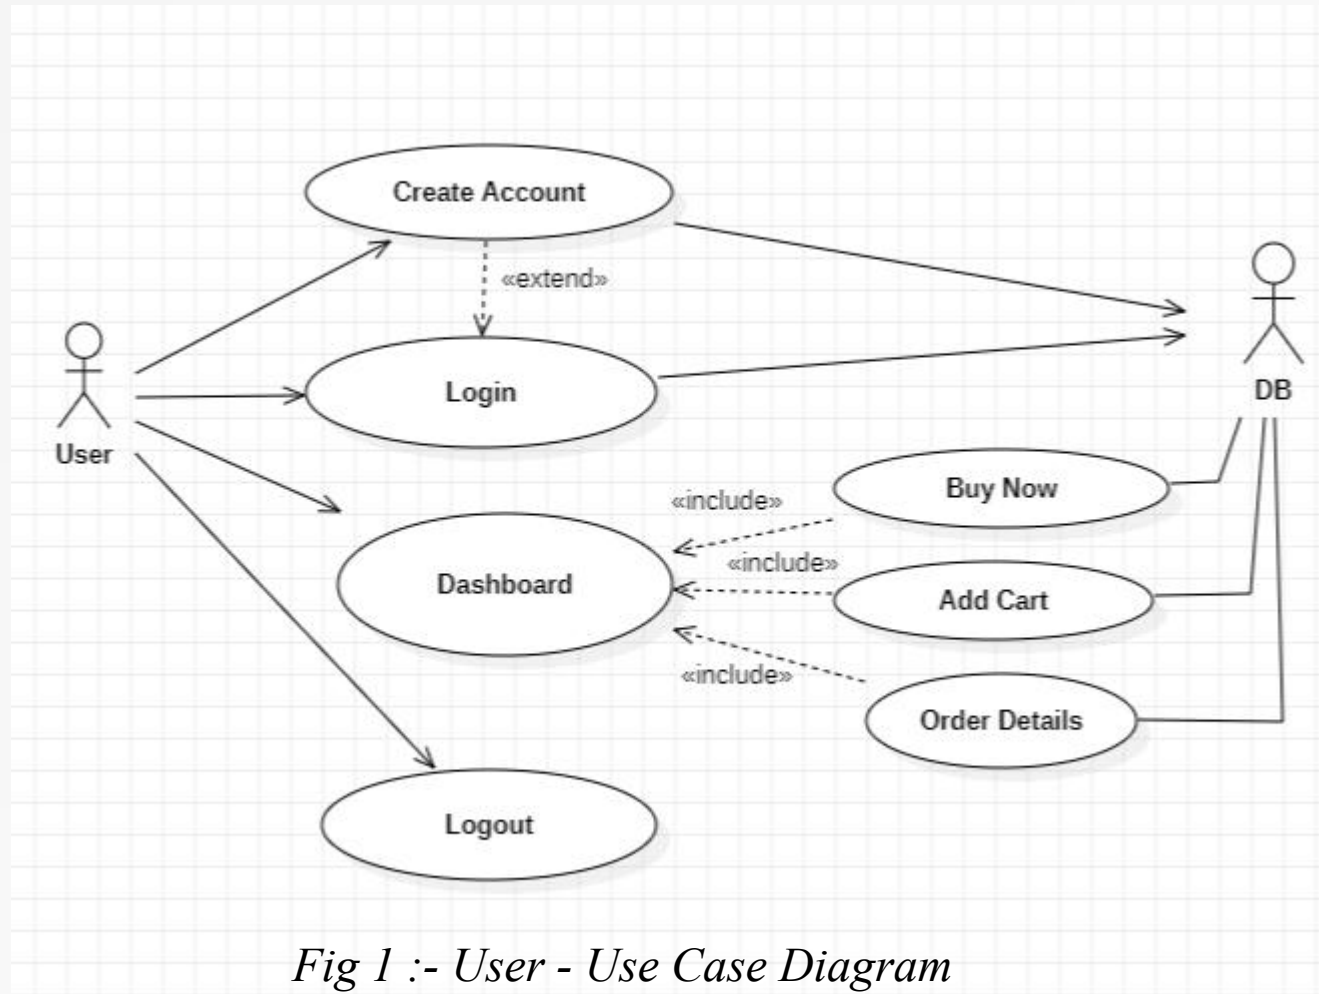 Create Account
«extend»
Login
User
DB
Buy Now
«include»
Dashboard
«include»
Add Cart
«include»
Order Details
Logout
Fig 1 :- User - Use Case Diagram